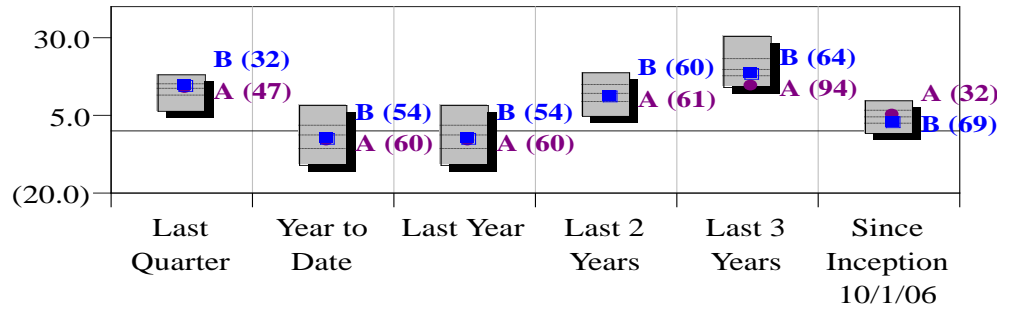 30.0
5.0
(20.0)
B (32)
A (47)
B (54)
A (60)
B (54)
A (60)
B (60)
A (61)
B (64)
A (94)
A (32)
B (69)
Last
Quarter
Year to
Date
Last Year
Last 2
Years
Last 3
Years
Since
Inception
10/1/06